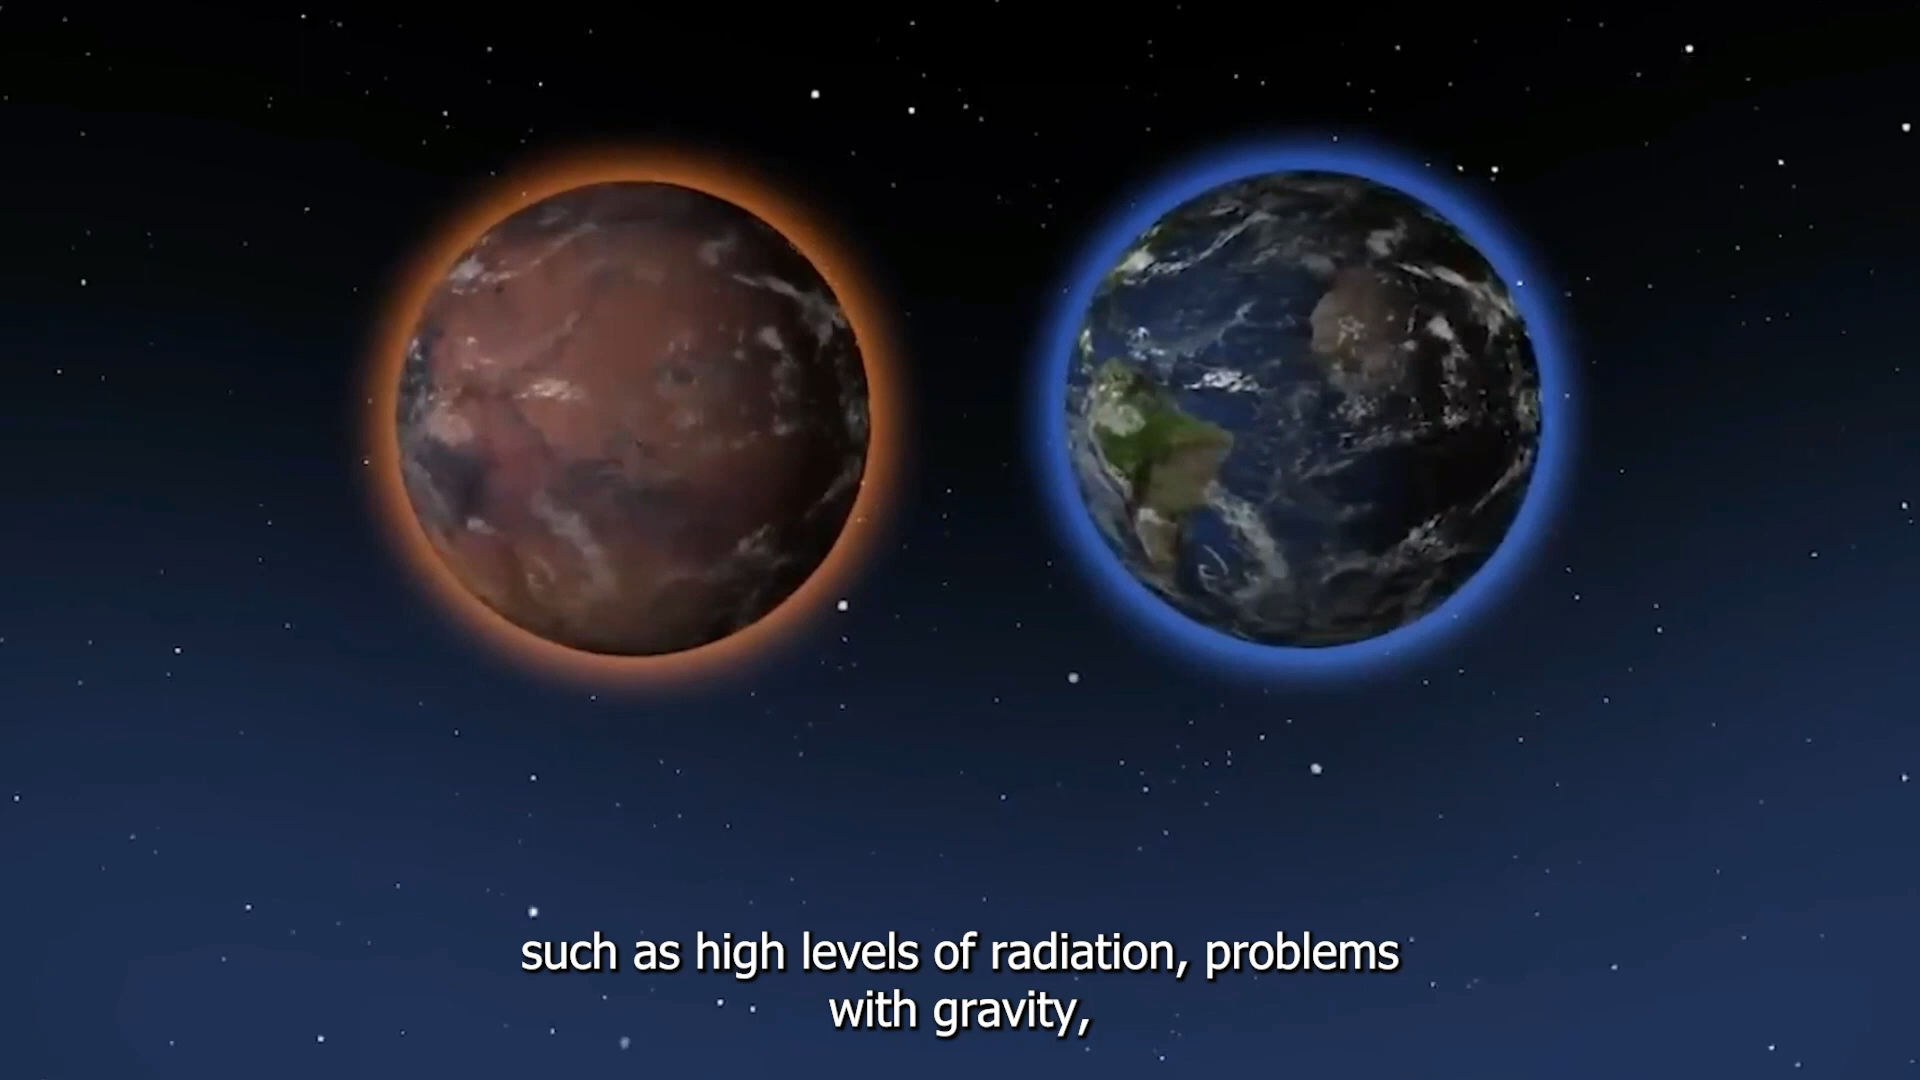 such as high levels of radiation, problems
with gravity,